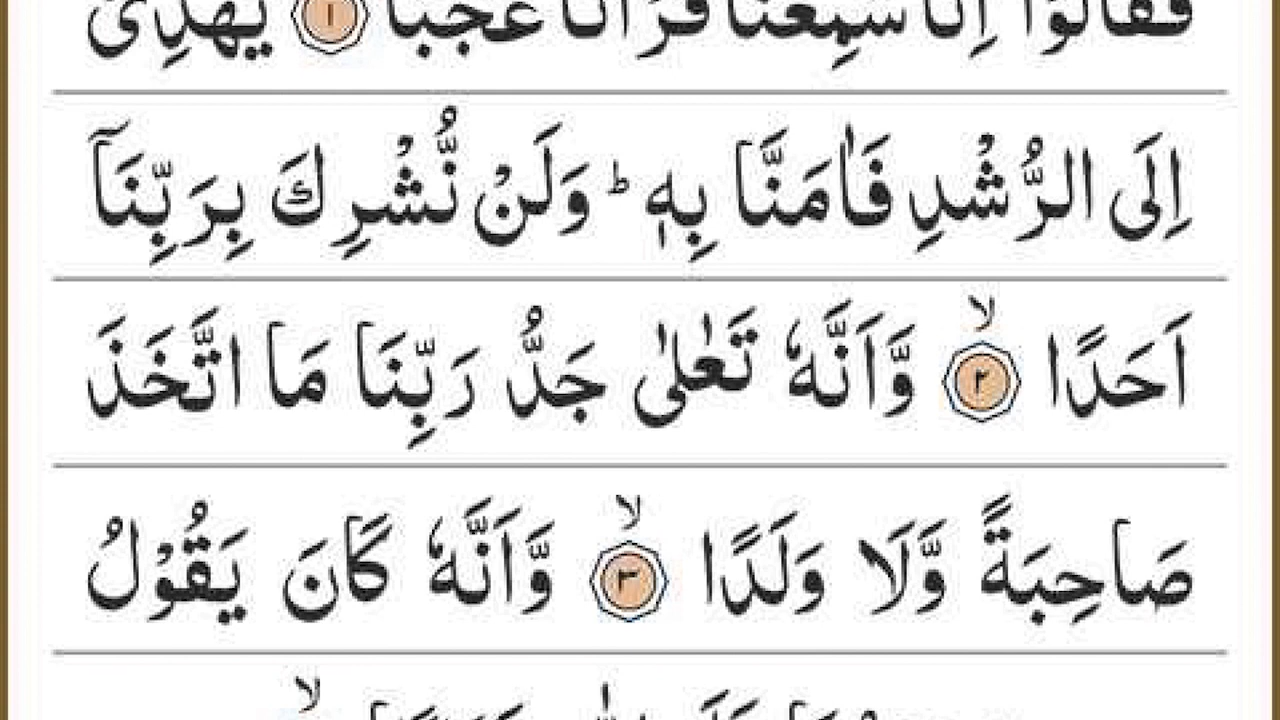 فَقَالُوْۤا اِنَّا سَمِعْنَا قُرْاٰنًا عَجَبًا ۝١ يَّهْدِيْۤ
اِلَى الرُّشْدِ فَاٰمَنَّا بِهٖ ؕ وَلَنْ نُّشْرِكَ بِرَبِّنَاۤ
اَحَدًا ۝٢ۙ وَّاَنَّهٗ تَعٰلٰى جَدُّ رَبِّنَا مَا اتَّخَذَ
صَاحِبَةً وَّلَا وَلَدًا ۝٣ۙ وَّاَنَّهٗ كَانَ يَقُوْلُ